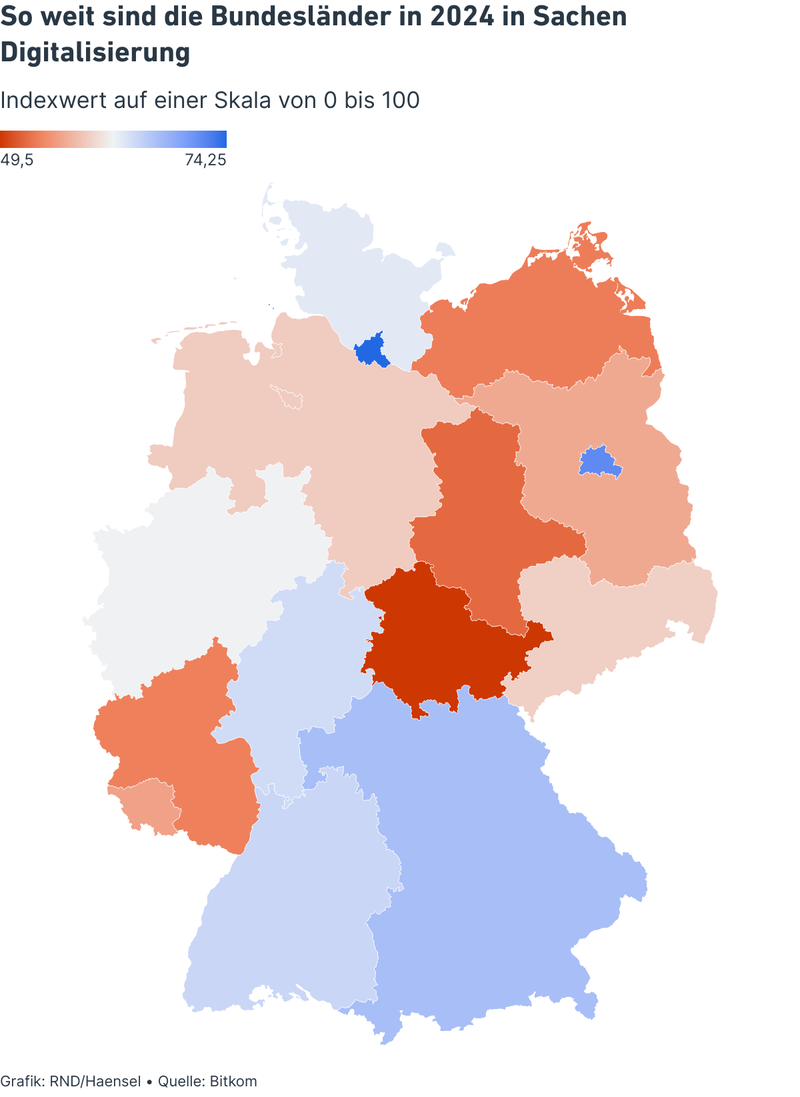 So weit sind die Bundesländer in 2024 in Sachen
Digitalisierung
Indexwert auf einer Skala von 0 bis 100
49,5 74,25
Grafik: RND/Haensel • Quelle: Bitkom